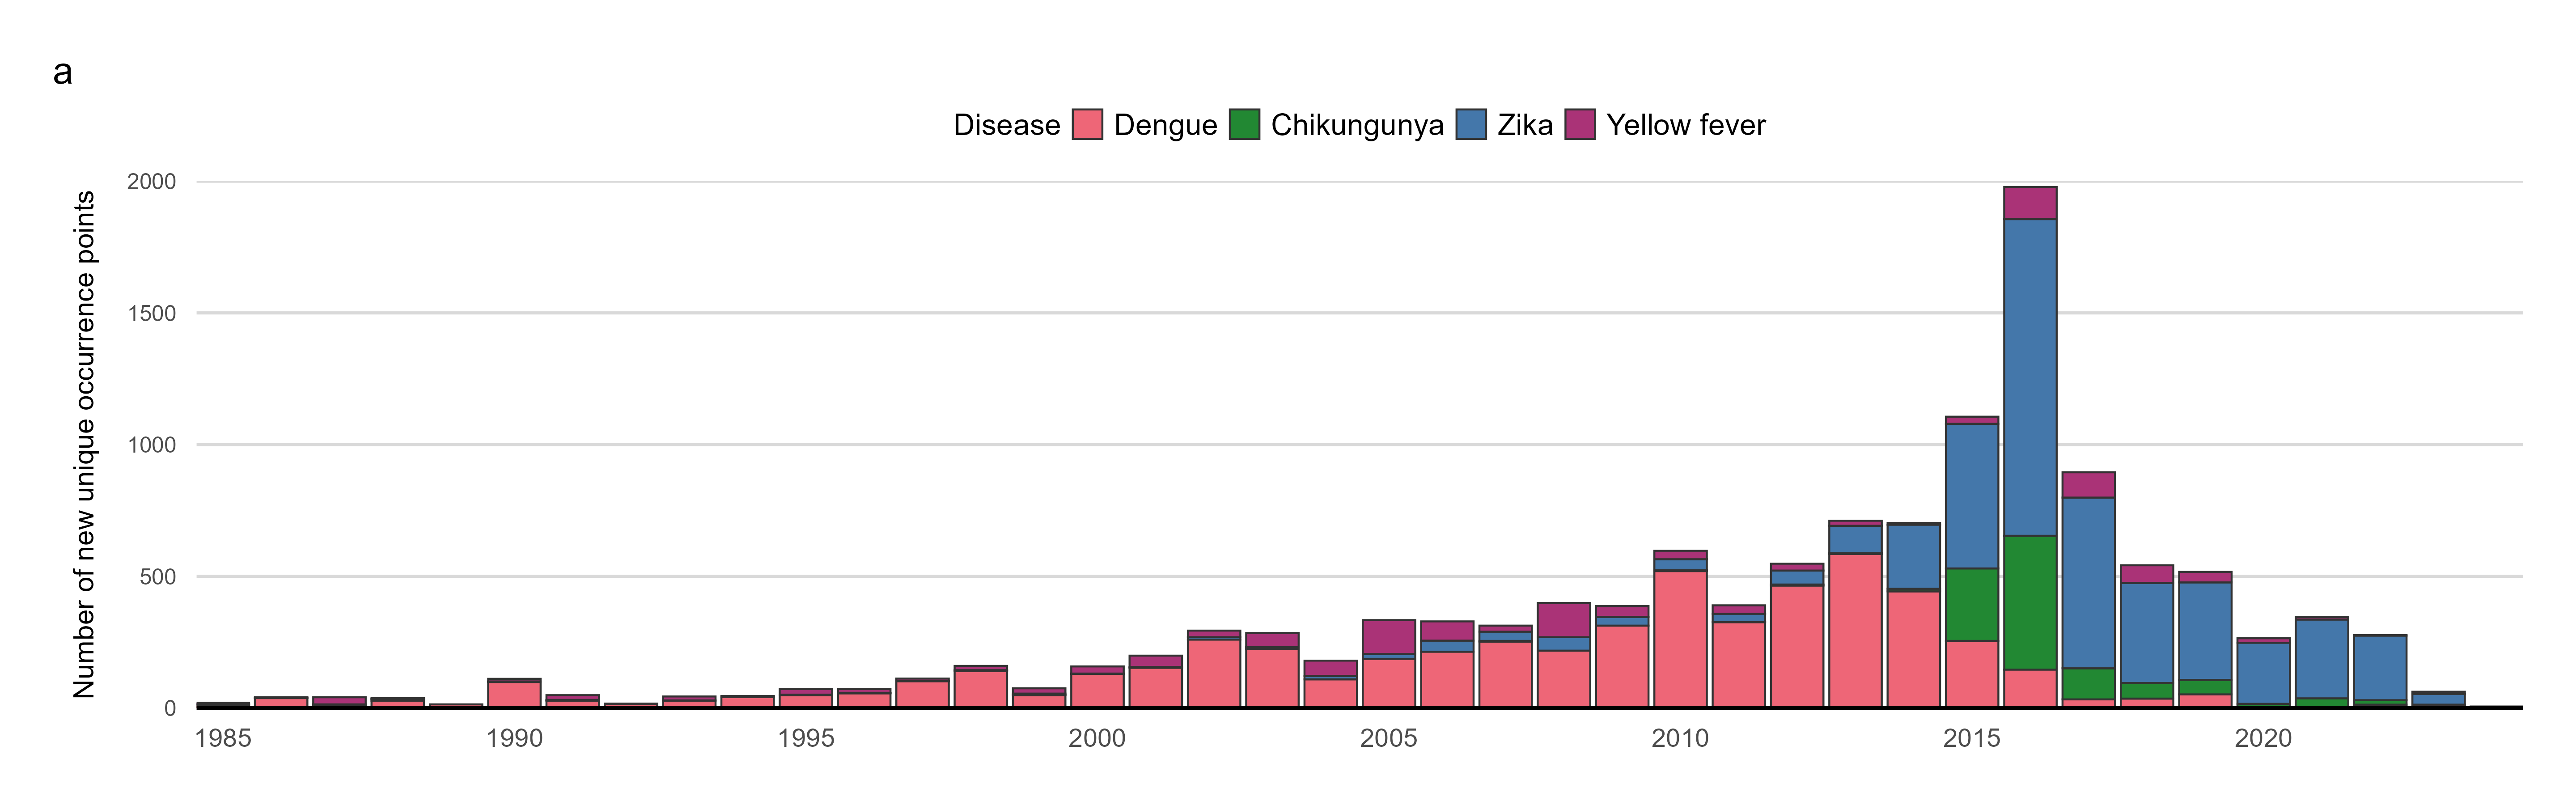 a
Disease Dengue Chikungunya Zika Yellow fever
Number of new unique occurrence points
2000
1500
1000
500
0
1985 1990 1995 2000 2005 2010 2015 2020